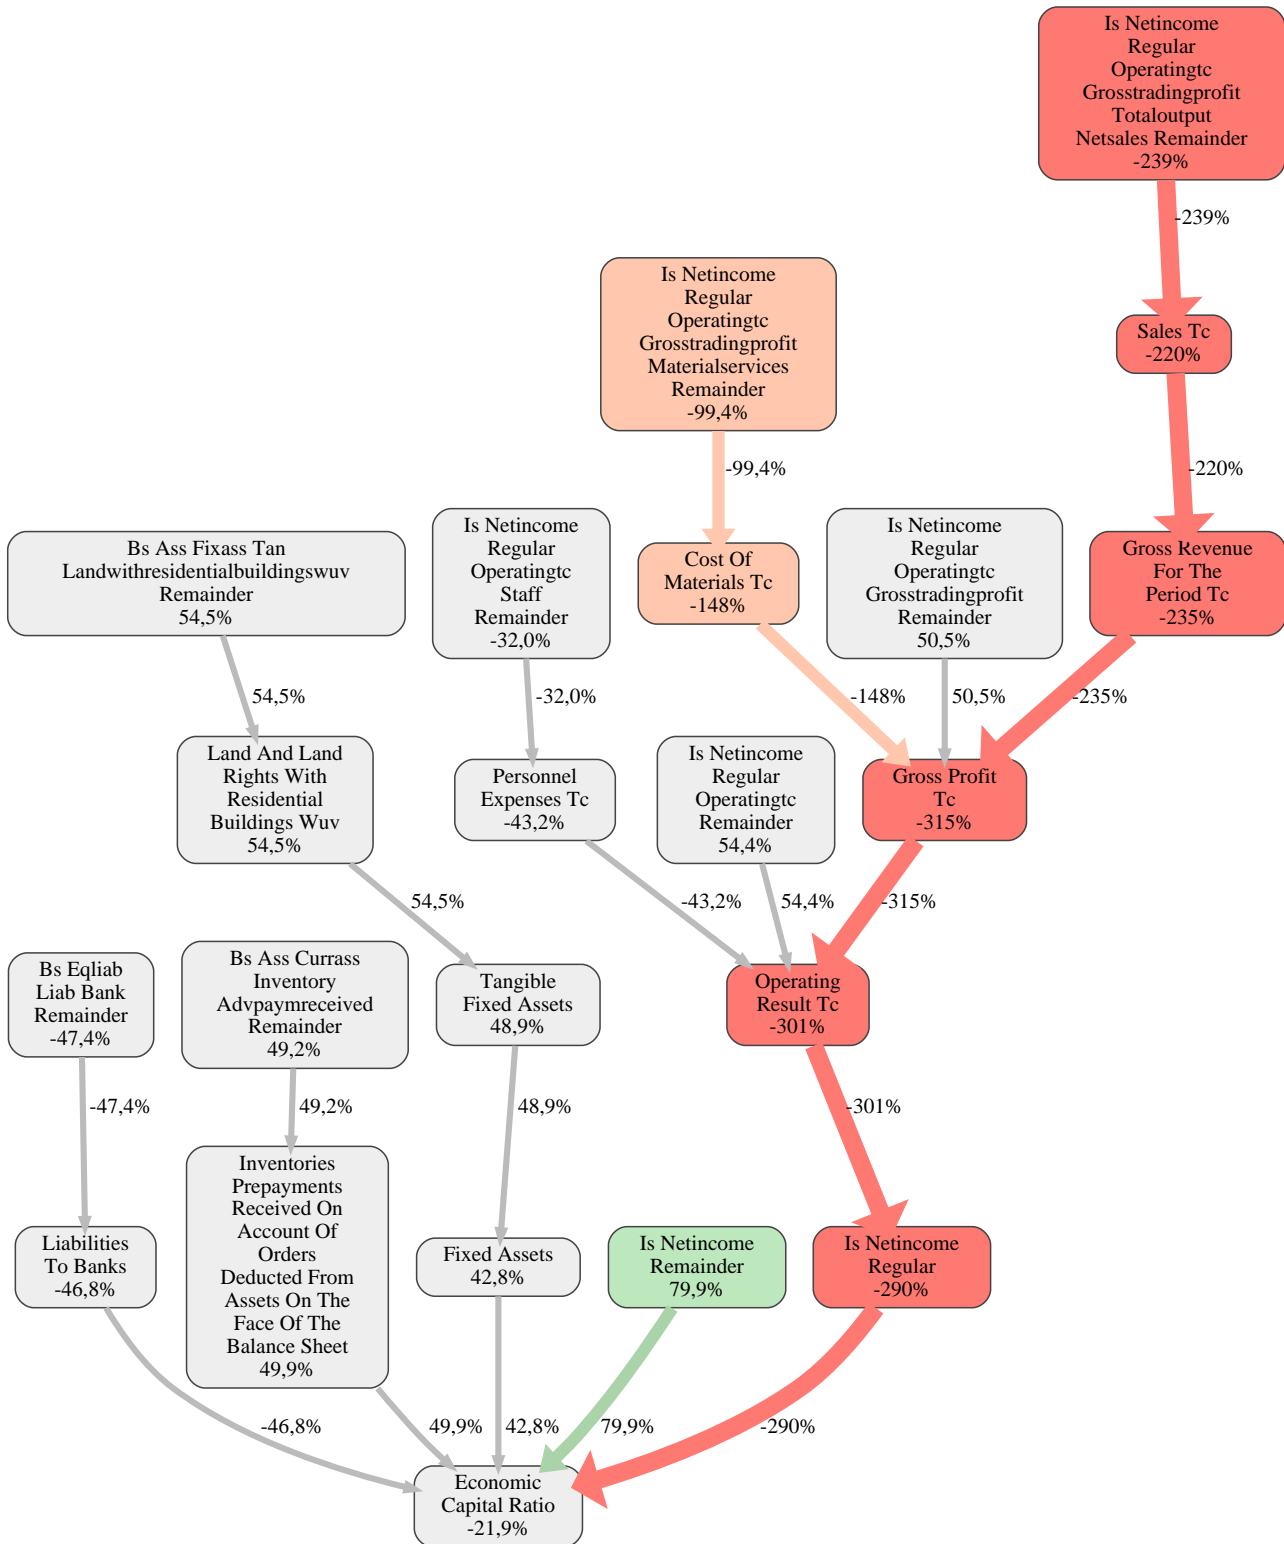 Is Netincome
Regular
Operatingtc
Grosstradingprofit
Totaloutput
Netsales Remainder
-239%
-239%
Is Netincome
Regular
Operatingtc
Grosstradingprofit
Materialservices
Remainder
-99,4%
Sales Tc
-220%
-99,4%
-220%
Bs Ass Fixass Tan
Landwithresidentialbuildingswuv
Remainder
54,5%
Is Netincome
Regular
Operatingtc
Staff
Remainder
-32,0%
Cost Of
Materials Tc
-148%
Is Netincome
Regular
Operatingtc
Grosstradingprofit
Remainder
50,5%
Gross Revenue
For The
Period Tc
-235%
54,5%
-32,0%
-148%
50,5%
-235%
Land And Land
Rights With
Residential
Buildings Wuv
54,5%
Personnel
Expenses Tc
-43,2%
Is Netincome
Regular
Operatingtc
Remainder
54,4%
Gross Profit
Tc
-315%
54,5%
-43,2%
54,4%
-315%
Bs Eqliab
Liab Bank
Remainder
-47,4%
Bs Ass Currass
Inventory
Advpaymreceived
Remainder
49,2%
Tangible
Fixed Assets
48,9%
Operating
Result Tc
-301%
-47,4%
49,2%
48,9%
-301%
Liabilities
To Banks
-46,8%
Inventories
Prepayments
Received On
Account Of
Orders
Deducted From
Assets On The
Face Of The
Balance Sheet
49,9%
Fixed Assets
42,8%
Is Netincome
Remainder
79,9%
Is Netincome
Regular
-290%
-46,8%
49,9%
42,8%
79,9%
-290%
Economic
Capital Ratio
-21,9%